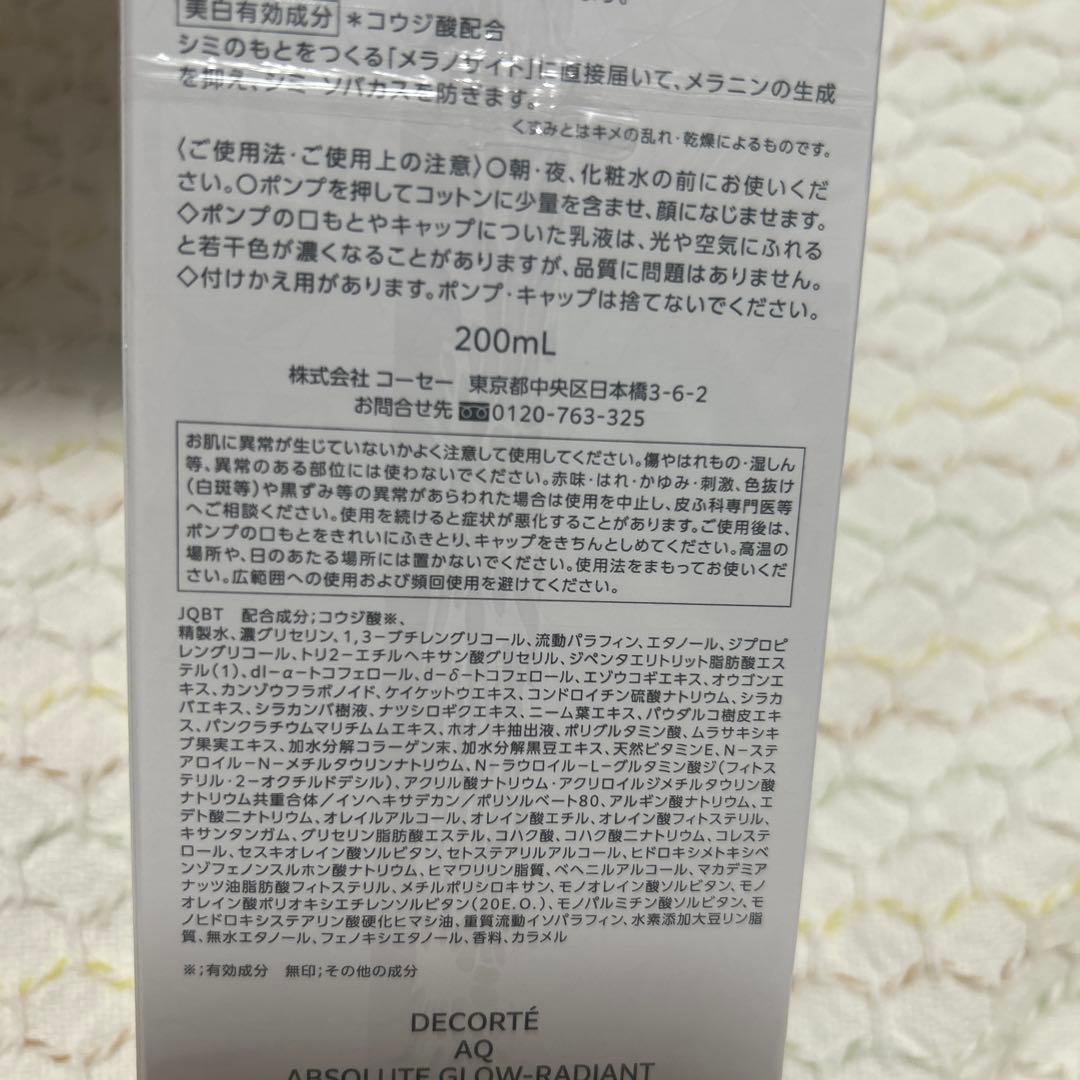 美白有効成分 *コウジ酸配合
シミのもとをつくる「メラノサイト」に直接届いて、メラニンの生成
を抑え、シミ・ソバカスを防ぎます。
くすみとはキメの乱れ・乾燥によるものです。
〈ご使用法・ご使用上の注意〉○朝・夜、化粧水の前にお使いくだ
さい。○ポンプを押してコットンに少量を含ませ、顔になじませます。
◇ポンプの口もとやキャップについた乳液は、光や空気にふれる
と若干色が濃くなることがありますが、品質に問題はありません。
◇付けかえ用があります。ポンプ・キャップは捨てないでください。
200mL
株式会社 コーセー 東京都中央区日本橋3-6-2
お問合せ先 0120-763-325
お肌に異常が生じていないかよく注意して使用してください。傷やはれもの・湿しん
等、異常のある部位には使わないでください。赤味・はれ・かゆみ・刺激、色抜け
(白斑等)や黒ずみ等の異常があらわれた場合は使用を中止し、皮ふ科専門医等
へご相談ください。使用を続けると症状が悪化することがあります。ご使用後は、
ポンプの口もとをきれいにふきとり、キャップをきちんとしめてください。高温の
場所や、日のあたる場所には置かないでください。使用法をまもってお使いくだ
さい。広範囲への使用および頻回使用を避けてください。
JQBT 配合成分;コウジ酸※、
精製水、濃グリセリン、1,3-ブチレングリコール、流動パラフィン、エタノール、ジプロピ
レングリコール、トリ2-エチルヘキサン酸グリセリル、ジペンタエリトリット脂肪酸エス
テル(1)、dl-α-トコフェロール、d-δ-トコフェロール、エゾウコギエキス、オウゴンエ
キス、カンゾウフラボノイド、ケイケットウエキス、コンドロイチン硫酸ナトリウム、シラカ
バエキス、シラカンバ樹液、ナツシロギクエキス、ニーム葉エキス、パウダルコ樹皮エキ
ス、パンクラチウムマリチムムエキス、ホオノキ抽出液、ポリグルタミン酸、ムラサキシキ
ブ果実エキス、加水分解コラーゲン末、加水分解黒豆エキス、天然ビタミンE、N-ステ
アロイル-N-メチルタウリンナトリウム、N-ラウロイル-L-グルタミン酸ジ(フィトス
テリル・2-オクチルドデシル)、アクリル酸ナトリウム・アクリロイルジメチルタウリン酸
ナトリウム共重合体/イソヘキサデカン/ポリソルベート80、アルギン酸ナトリウム、エ
デト酸二ナトリウム、オレイルアルコール、オレイン酸エチル、オレイン酸フィトステリル、
キサンタンガム、グリセリン脂肪酸エステル、コハク酸、コハク酸二ナトリウム、コレステ
ロール、セスキオレイン酸ソルビタン、セトステアリルアルコール、ヒドロキシメトキシベ
ンゾフェノンスルホン酸ナトリウム、ヒマワリリン脂質、ベヘニルアルコール、マカデミア
ナッツ油脂肪酸フィトステリル、メチルポリシロキサン、モノオレイン酸ソルビタン、モノ
オレイン酸ポリオキシエチレンソルビタン(20E.O.)、モノパルミチン酸ソルビタン、モ
ノヒドロキシステアリン酸硬化ヒマシ油、重質流動イソパラフィン、水素添加大豆リン脂
質、無水エタノール、フェノキシエタノール、香料、カラメル
※;有効成分 無印;その他の成分
DECORTÉ
AQ
ABSOLUTE GLOW-RADIANT